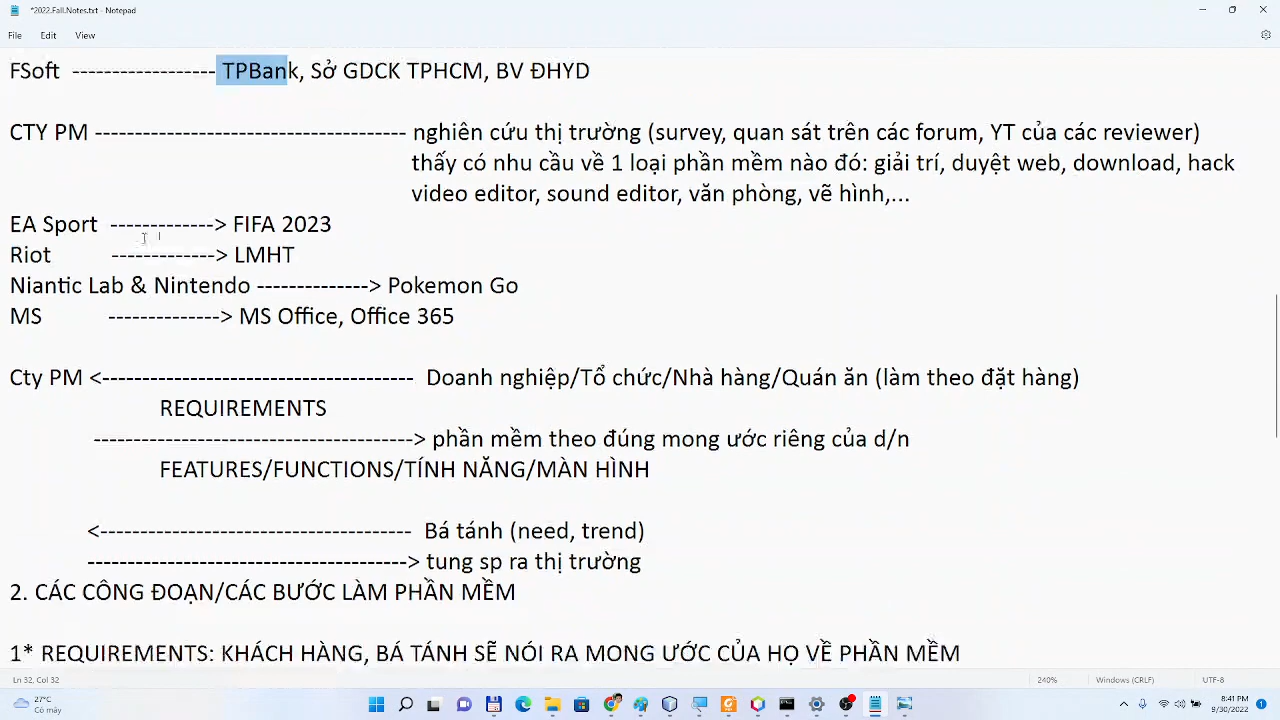 *2022.Fall.Notes.txt - Notepad
File Edit View
FSoft ------------------ TPBank, Sở GDCK TPHCM, BV ĐHYD
CTY PM --------------------------------------- nghiên cứu thị trường (survey, quan sát trên các forum, YT của các reviewer)
thấy có nhu cầu về 1 loại phần mềm nào đó: giải trí, duyệt web, download, hack
video editor, sound editor, văn phòng, vẽ hình,...
EA Sport -------------> FIFA 2023
Riot -------------> LMHT
Niantic Lab & Nintendo --------------> Pokemon Go
MS --------------> MS Office, Office 365
Cty PM <--------------------------------------- Doanh nghiệp/Tổ chức/Nhà hàng/Quán ăn (làm theo đặt hàng)
REQUIREMENTS
----------------------------------------> phần mềm theo đúng mong ước riêng của d/n
FEATURES/FUNCTIONS/TÍNH NĂNG/MÀN HÌNH
<--------------------------------------- Bá tánh (need, trend)
----------------------------------------> tung sp ra thị trường
2. CÁC CÔNG ĐOẠN/CÁC BƯỚC LÀM PHẦN MỀM
1* REQUIREMENTS: KHÁCH HÀNG, BÁ TÁNH SẼ NÓI RA MONG ƯỚC CỦA HỌ VỀ PHẦN MỀM
Ln 32, Col 32 240% Windows (CRLF) UTF-8
27°C
Có mây
8:41 PM
9/30/2022